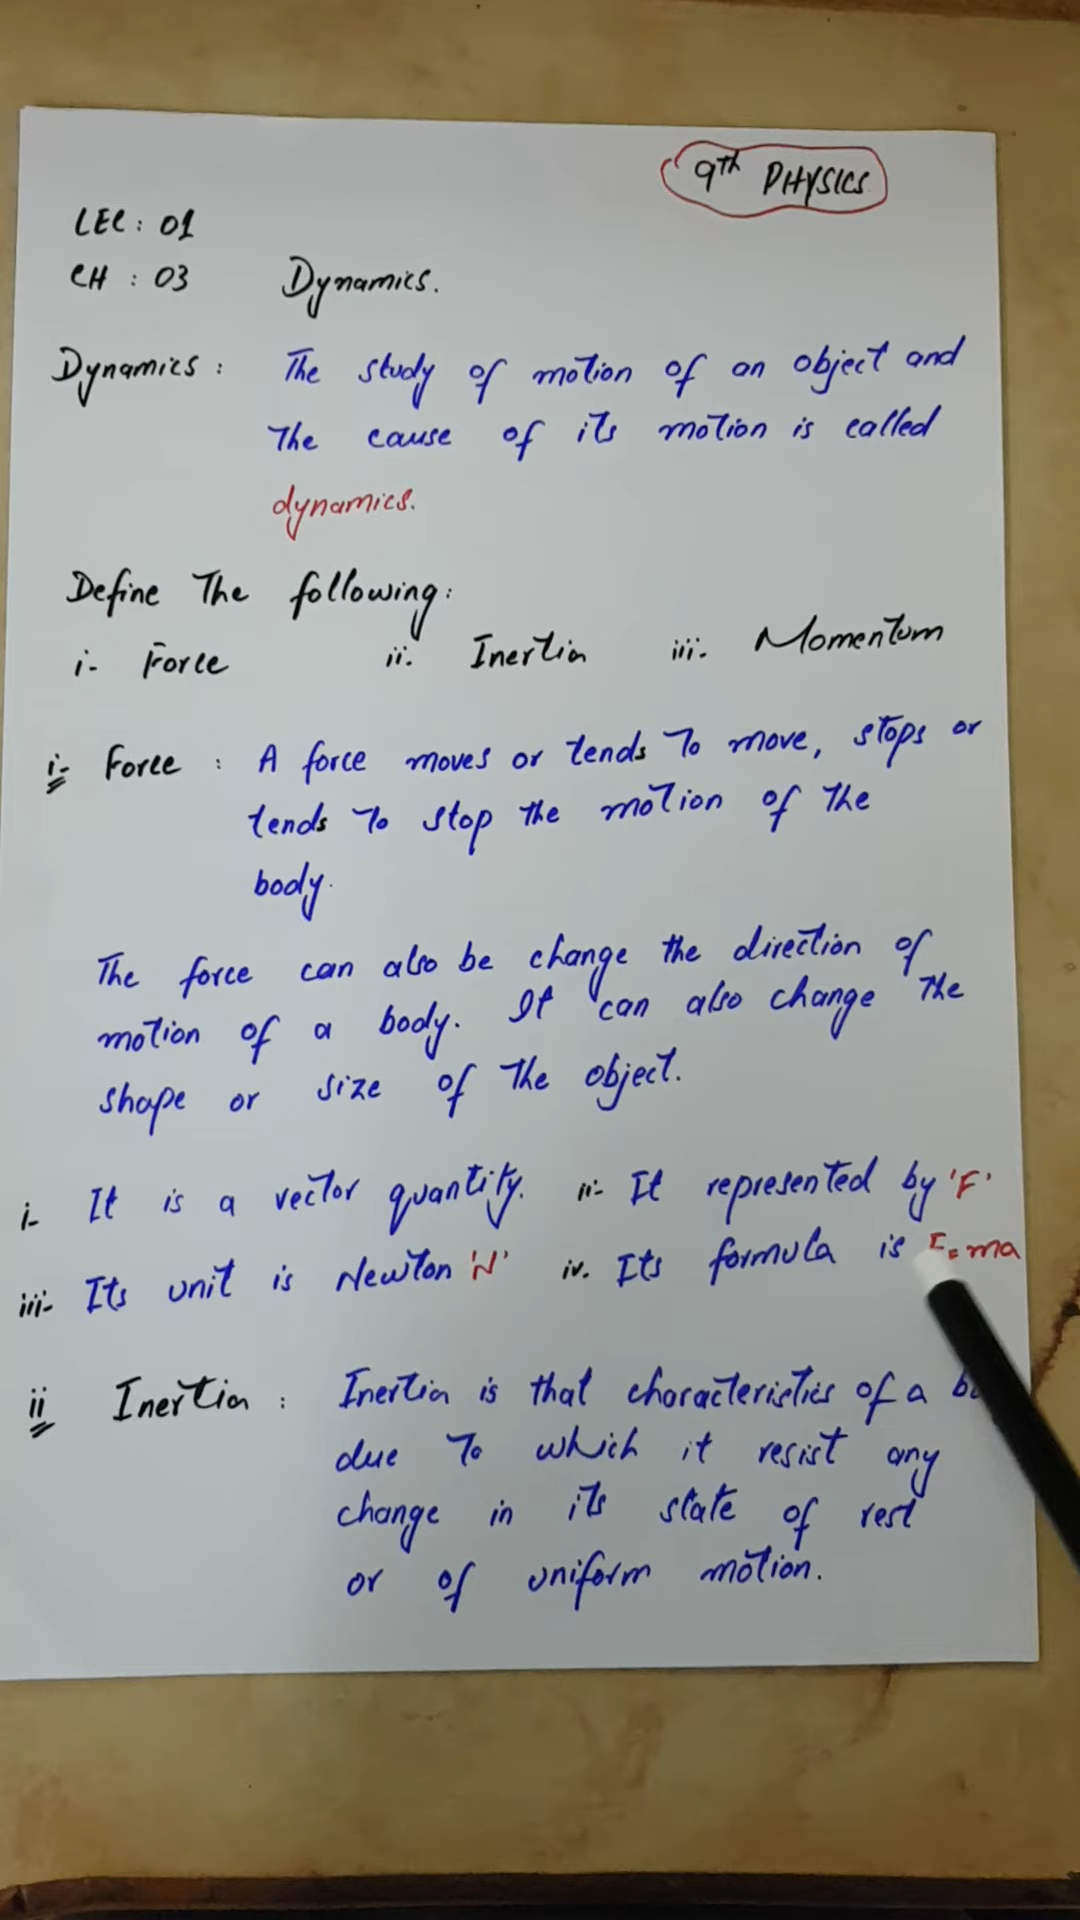 9th PHYSICS
LEC: 01
CH: 03 Dynamics.
Dynamics: The study of motion of an object and
the cause of its motion is called
dynamics.
Define the following:
i- Force ii. Inertia iii. Momentum
i- Force: A force moves or tends to move, stops or
tends to stop the motion of the
body.
The force can also be change the direction of
motion of a body. It can also change the
shape or size of the object.
i- It is a vector quantity. ii- It represented by 'F'
iii- Its unit is Newton 'N' iv. Its formula is F=ma
ii Inertia: Inertia is that characteristics of a
due to which it resist any
change in its state of rest
or of uniform motion.